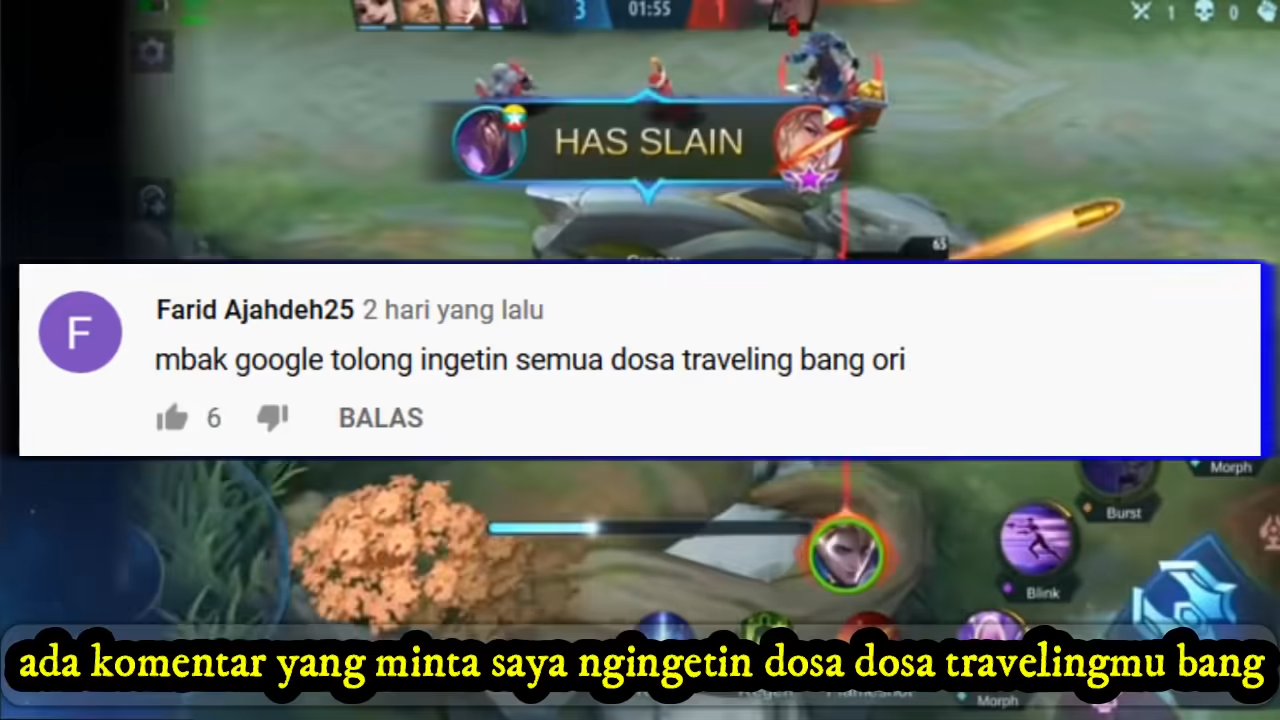 3 01:55
1 0
HAS SLAIN
65
Farid Ajahdeh25 2 hari yang lalu
mbak google tolong ingetin semua dosa traveling bang ori
6 BALAS
Morph
Burst
Blink
ada komentar yang minta saya ngingetin dosa dosa travelingmu bang
Morph